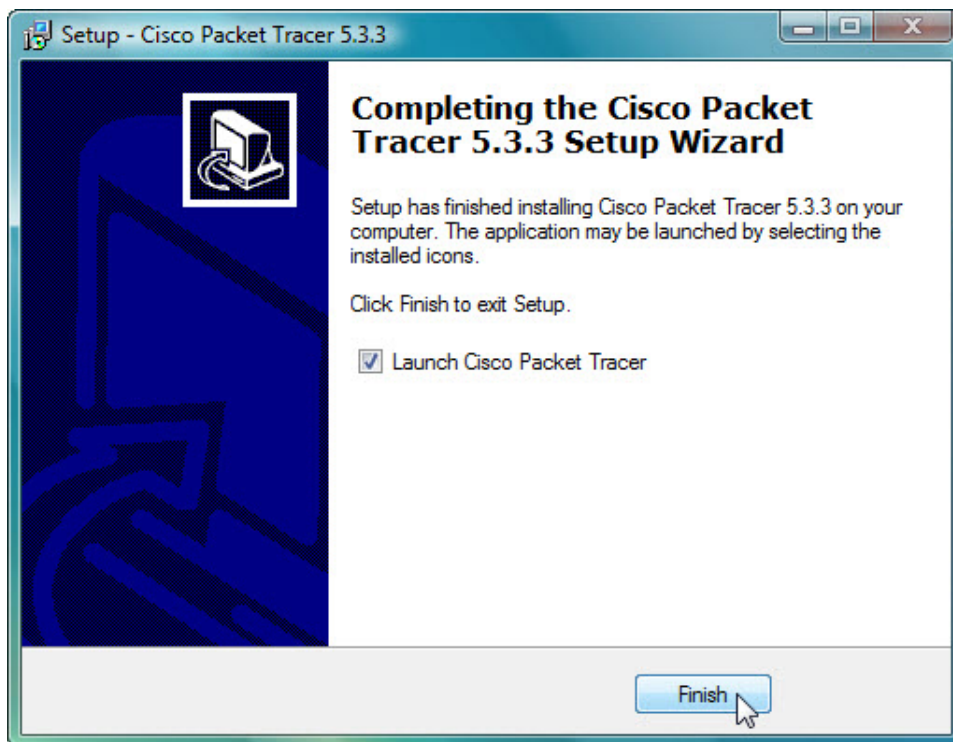 Setup - Cisco Packet Tracer 5.3.3
Completing the Cisco Packet
Tracer 5.3.3 Setup Wizard
Setup has finished installing Cisco Packet Tracer 5.3.3 on your
computer. The application may be launched by selecting the
installed icons.
Click Finish to exit Setup.
Launch Cisco Packet Tracer
Finish